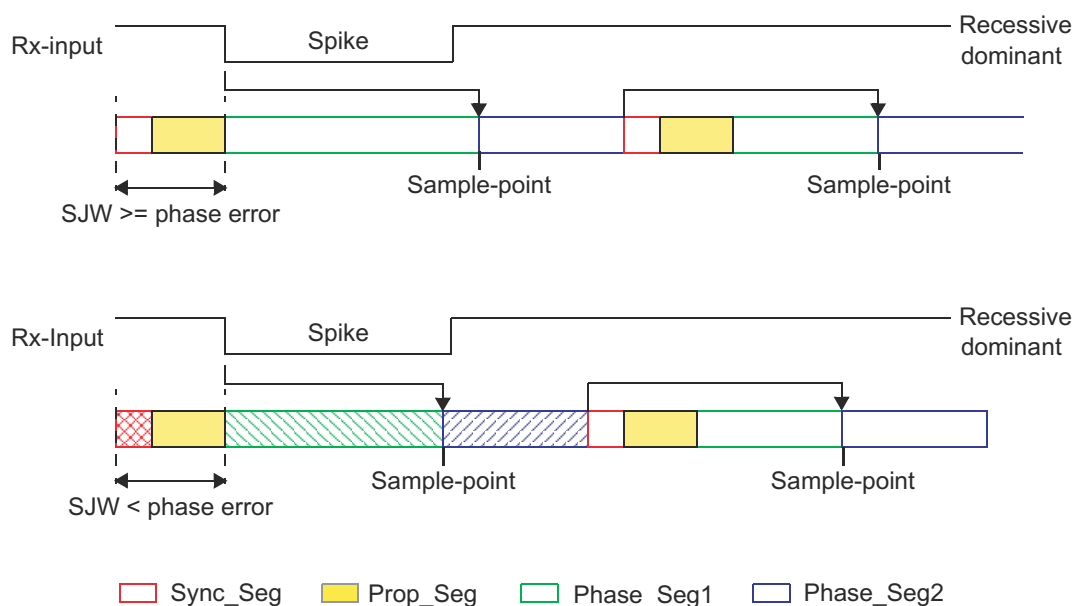 Rx-input
Spike
Recessive
dominant
Sample-point
Sample-point
SJW >= phase error
Rx-Input
Spike
Recessive
dominant
Sample-point
Sample-point
SJW < phase error
Sync_Seg
Prop_Seg
Phase_Seg1
Phase_Seg2